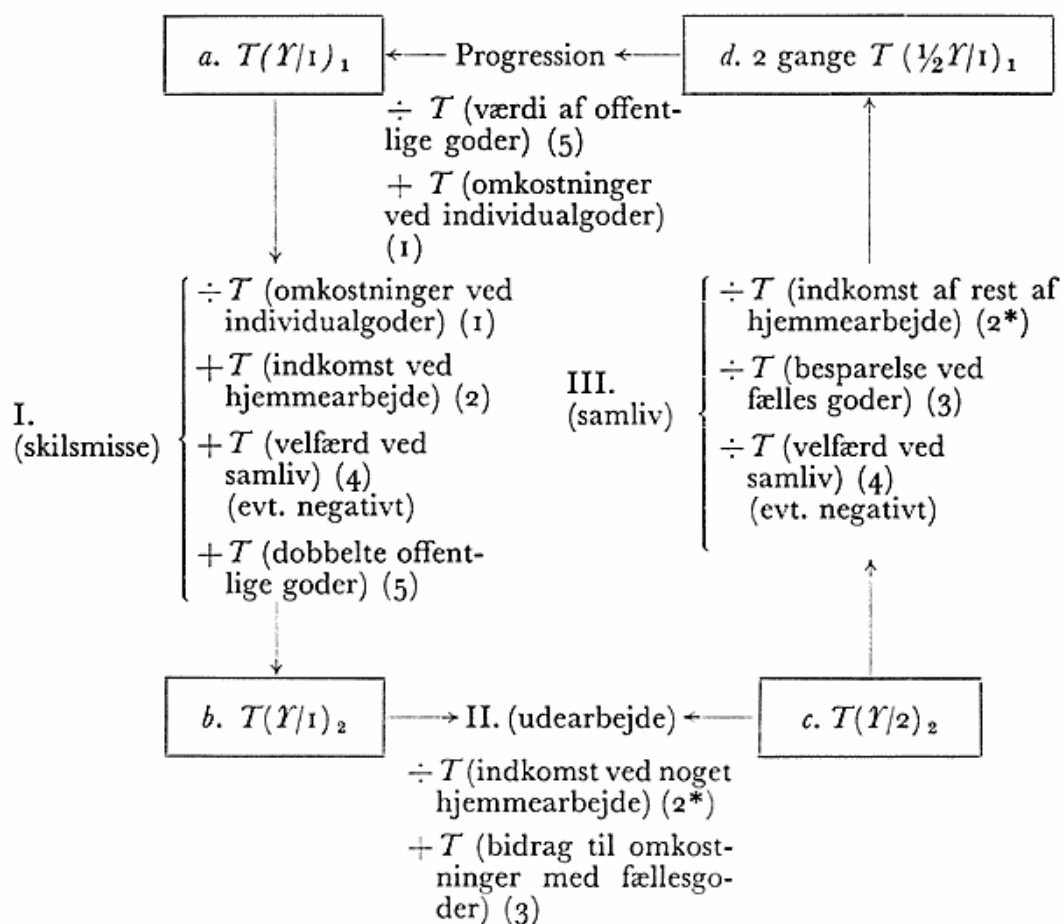 a. T(Y/1)₁ ← Progression ← d. 2 gange T (½Y/1)₁
÷ T (værdi af offent-
lige goder) (5)
+ T (omkostninger
ved individualgoder)
(1)
I.
(skilsmisse)
÷ T (omkostninger ved
individualgoder) (1)
+ T (indkomst ved
hjemmearbejde) (2)
+ T (velfærd ved
samliv) (4)
(evt. negativt)
+ T (dobbelte offent-
lige goder) (5)
III.
(samliv)
÷ T (indkomst af rest af
hjemmearbejde) (2*)
÷ T (besparelse ved
fælles goder) (3)
÷ T (velfærd ved
samliv) (4)
(evt. negativt)
b. T(Y/1)₂ → II. (udearbejde) ← c. T(Y/2)₂
÷ T (indkomst ved noget
hjemmearbejde) (2*)
+ T (bidrag til omkost-
ninger med fællesgo-
der) (3)